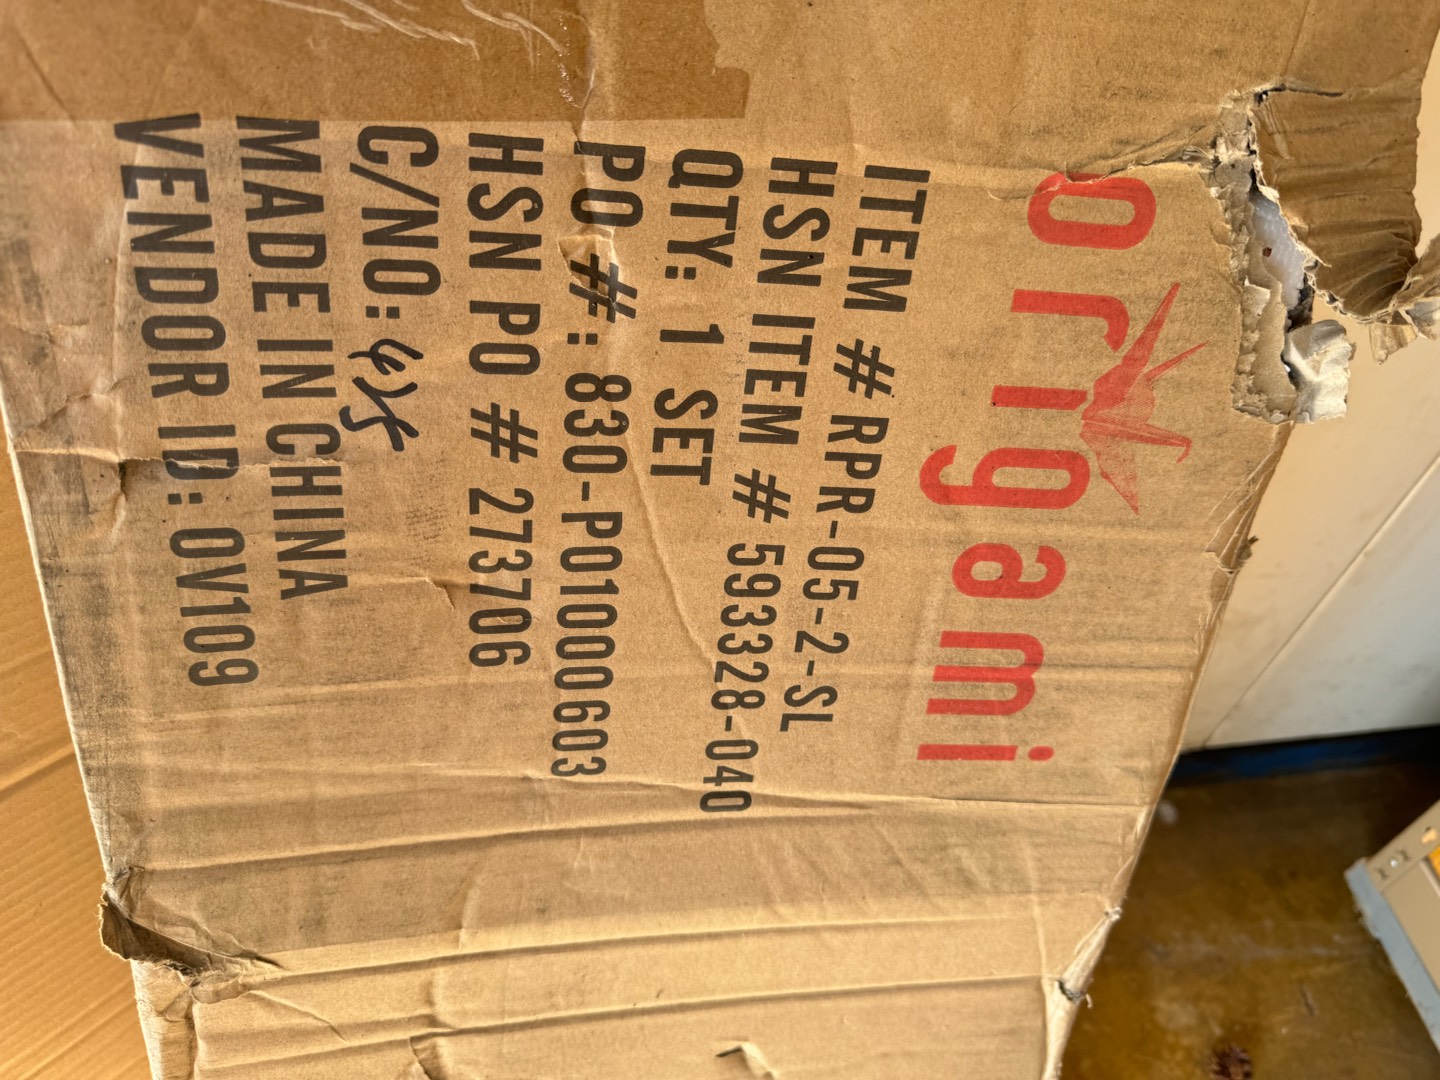 origami
ITEM # RPR-05-2-SL
HSN ITEM # 593328-040
QTY: 1 SET
PO #: 830-P01000603
HSN PO # 273706
C/NO:
MADE IN CHINA
VENDOR ID: OV109